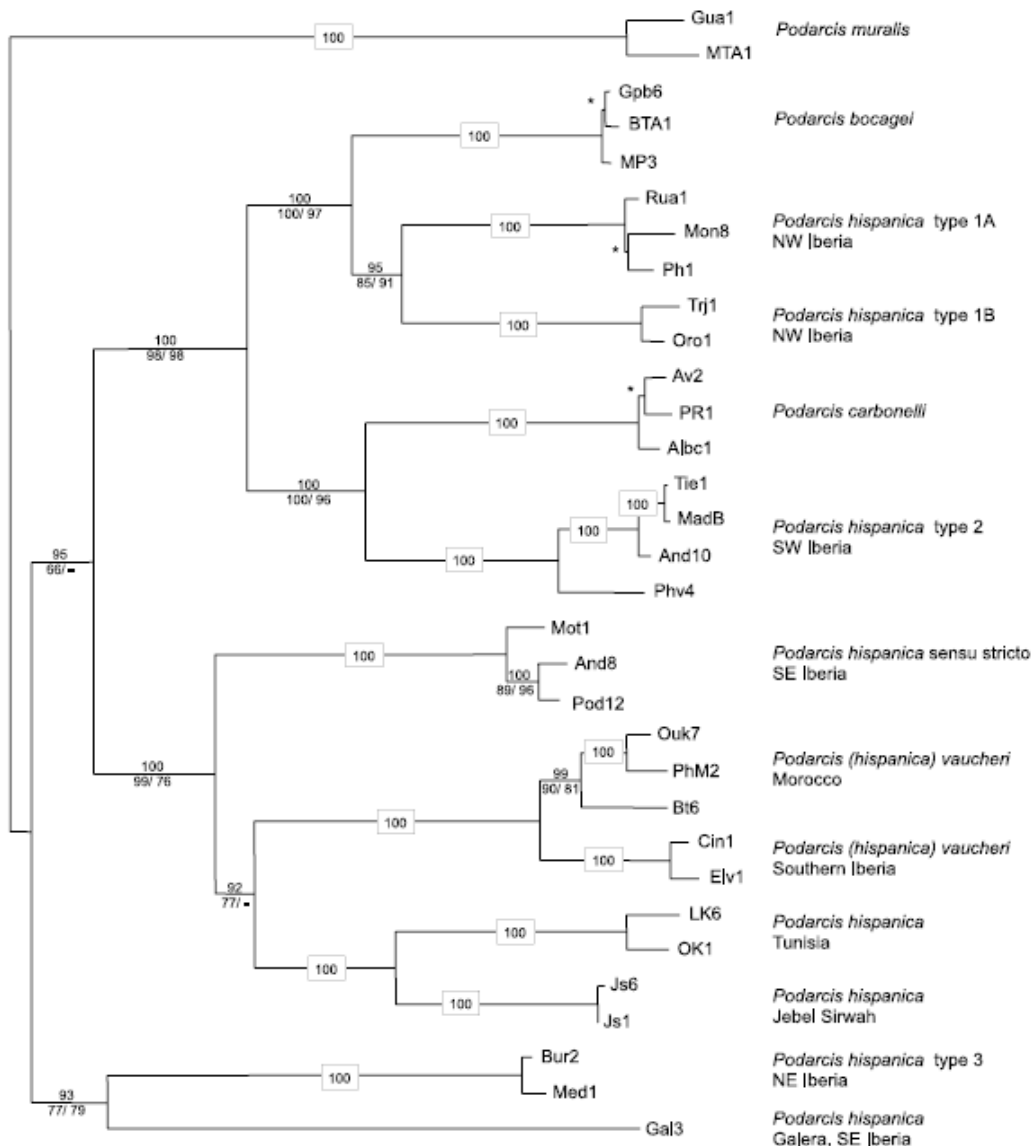 Gua1
100
Podarcis muralis
MTA1
Gpb6
*
BTA1
Podarcis bocagei
100
MP3
100
100/ 97
Rua1
100
Mon8
Podarcis hispanica type 1A
NW Iberia
*
Ph1
95
85/ 91
Trj1
100
Podarcis hispanica type 1B
NW Iberia
Oro1
100
98/ 98
Av2
*
PR1
Podarcis carbonelli
100
Albc1
100
100/ 96
Tie1
100
MadB
100
Podarcis hispanica type 2
SW Iberia
And10
100
Phv4
95
66/ -
Mot1
100
And8
Podarcis hispanica sensu stricto
SE Iberia
100
89/ 96
Pod12
100
99/ 76
Ouk7
100
PhM2
Podarcis (hispanica) vaucheri
Morocco
99
90/ 81
Bt6
100
Cin1
100
Podarcis (hispanica) vaucheri
Southern Iberia
Elv1
92
77/ -
LK6
100
Podarcis hispanica
Tunisia
OK1
100
Js6
100
Podarcis hispanica
Jebel Sirwah
Js1
Bur2
100
Podarcis hispanica type 3
NE Iberia
Med1
93
77/ 79
Gal3
Podarcis hispanica
Galera, SE Iberia